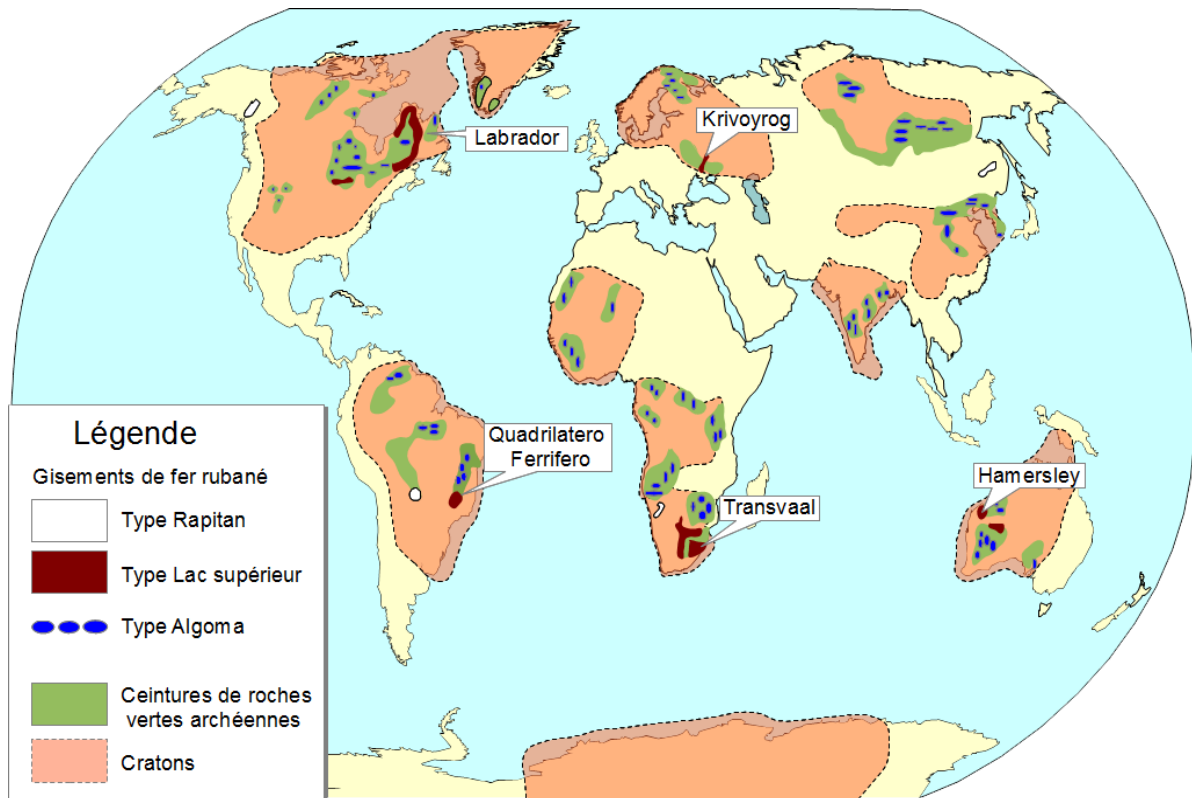 Labrador
Krivoyrog
Quadrilatero
Ferrifero
Transvaal
Hamersley
Légende
Gisements de fer rubané
Type Rapitan
Type Lac supérieur
Type Algoma
Ceintures de roches
vertes archéennes
Cratons